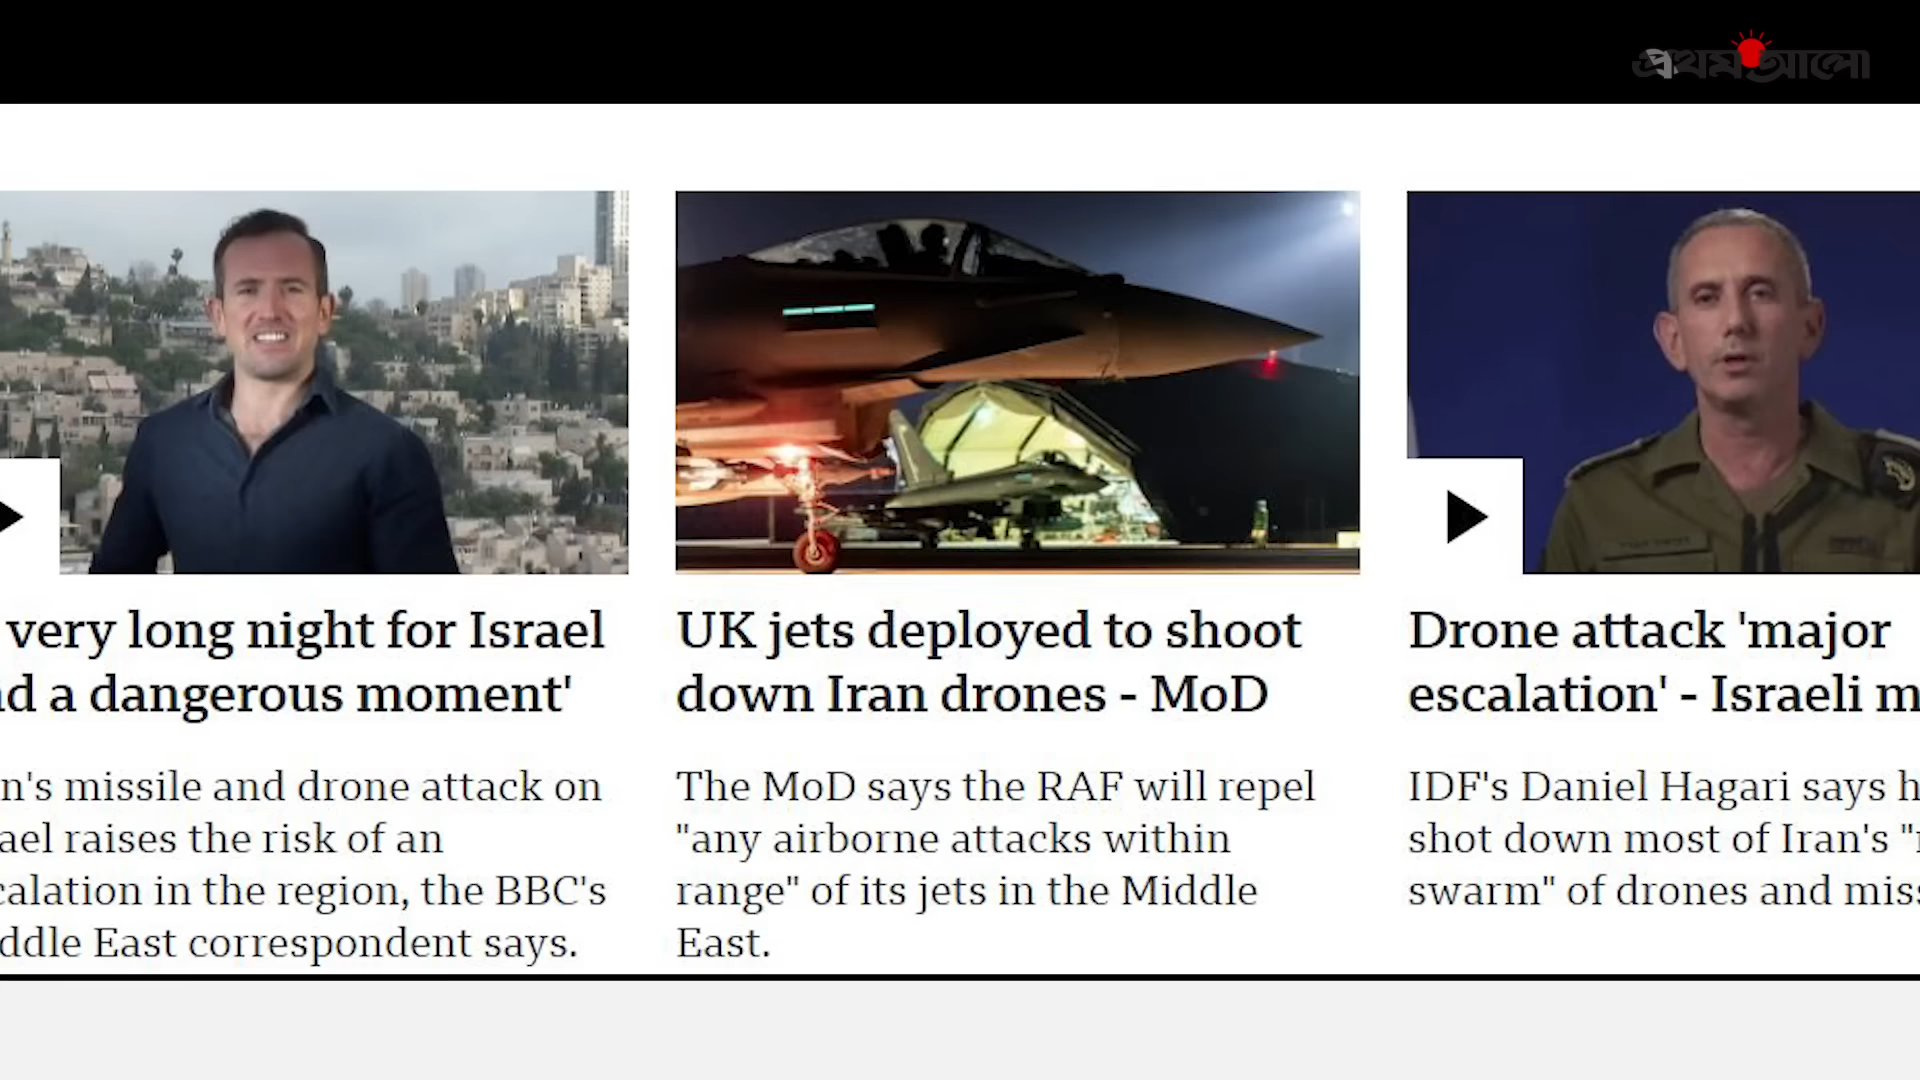 প্রথম আলো
very long night for Israel
nd a dangerous moment'
n's missile and drone attack on
ael raises the risk of an
calation in the region, the BBC's
ddle East correspondent says.
UK jets deployed to shoot
down Iran drones - MoD
The MoD says the RAF will repel
"any airborne attacks within
range" of its jets in the Middle
East.
Drone attack 'major
escalation' - Israeli m
IDF's Daniel Hagari says h
shot down most of Iran's "
swarm" of drones and miss